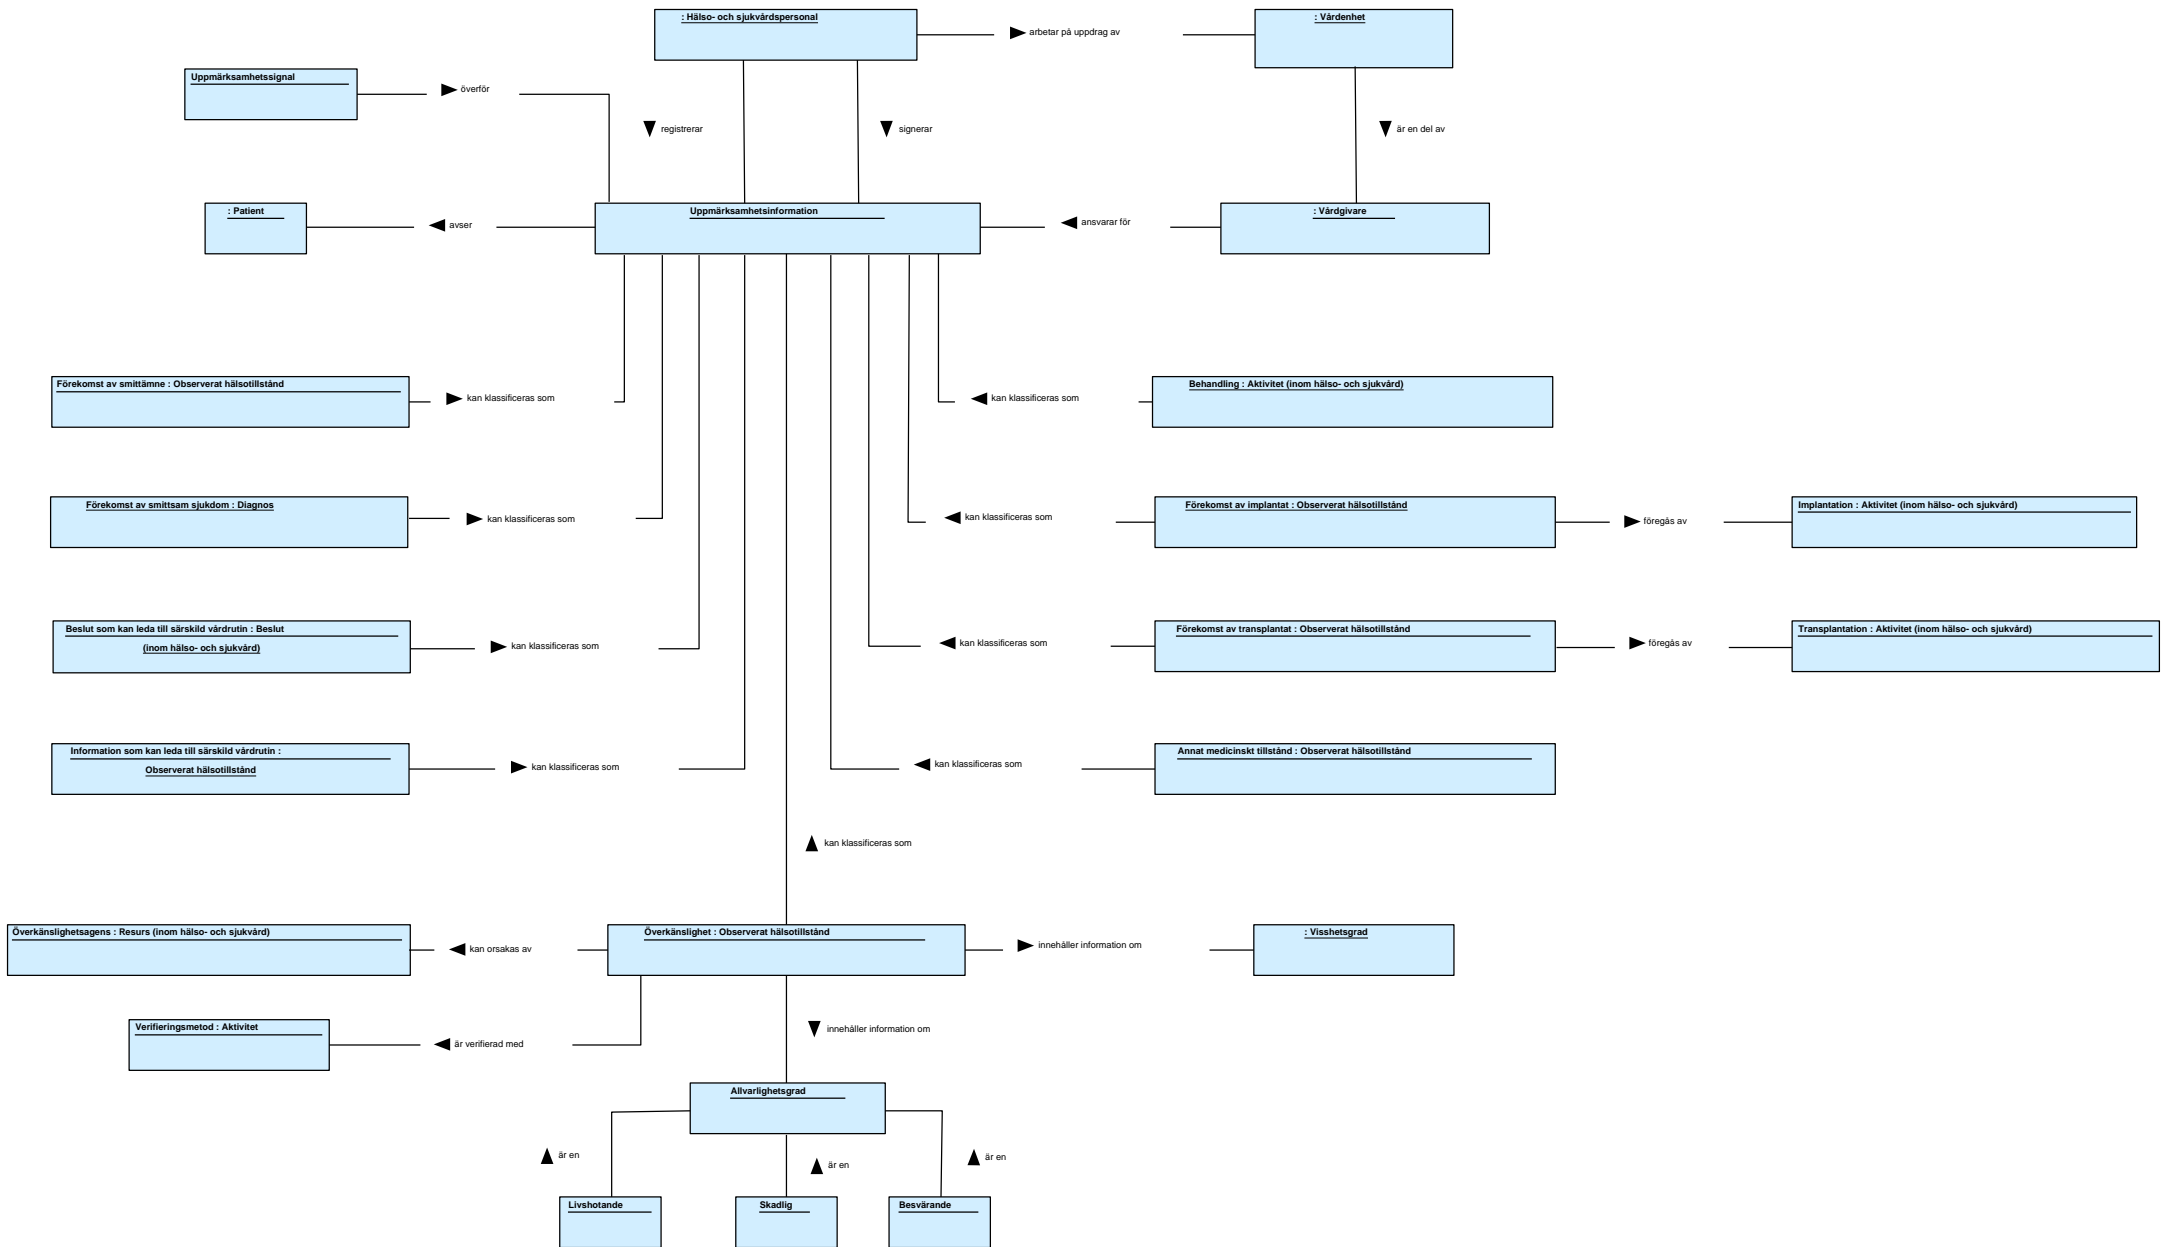 : Hälso- och sjukvårdspersonal
arbetar på uppdrag av
: Vårdenhet
Uppmärksamhetssignal
överför
registrerar
signerar
är en del av
: Patient
avser
Uppmärksamhetsinformation
ansvarar för
: Vårdgivare
Förekomst av smittämne : Observerat hälsotillstånd
kan klassificeras som
kan klassificeras som
Behandling : Aktivitet (inom hälso- och sjukvård)
Förekomst av smittsam sjukdom : Diagnos
kan klassificeras som
kan klassificeras som
Förekomst av implantat : Observerat hälsotillstånd
föregås av
Implantation : Aktivitet (inom hälso- och sjukvård)
Beslut som kan leda till särskild vårdrutin : Beslut
(inom hälso- och sjukvård)
kan klassificeras som
kan klassificeras som
Förekomst av transplantat : Observerat hälsotillstånd
föregås av
Transplantation : Aktivitet (inom hälso- och sjukvård)
Information som kan leda till särskild vårdrutin :
Observerat hälsotillstånd
kan klassificeras som
kan klassificeras som
Annat medicinskt tillstånd : Observerat hälsotillstånd
kan klassificeras som
Överkänslighetsagens : Resurs (inom hälso- och sjukvård)
kan orsakas av
Överkänslighet : Observerat hälsotillstånd
innehåller information om
: Visshetsgrad
Verifieringsmetod : Aktivitet
är verifierad med
innehåller information om
Allvarlighetsgrad
är en
är en
är en
Livshotande
Skadlig
Besvärande